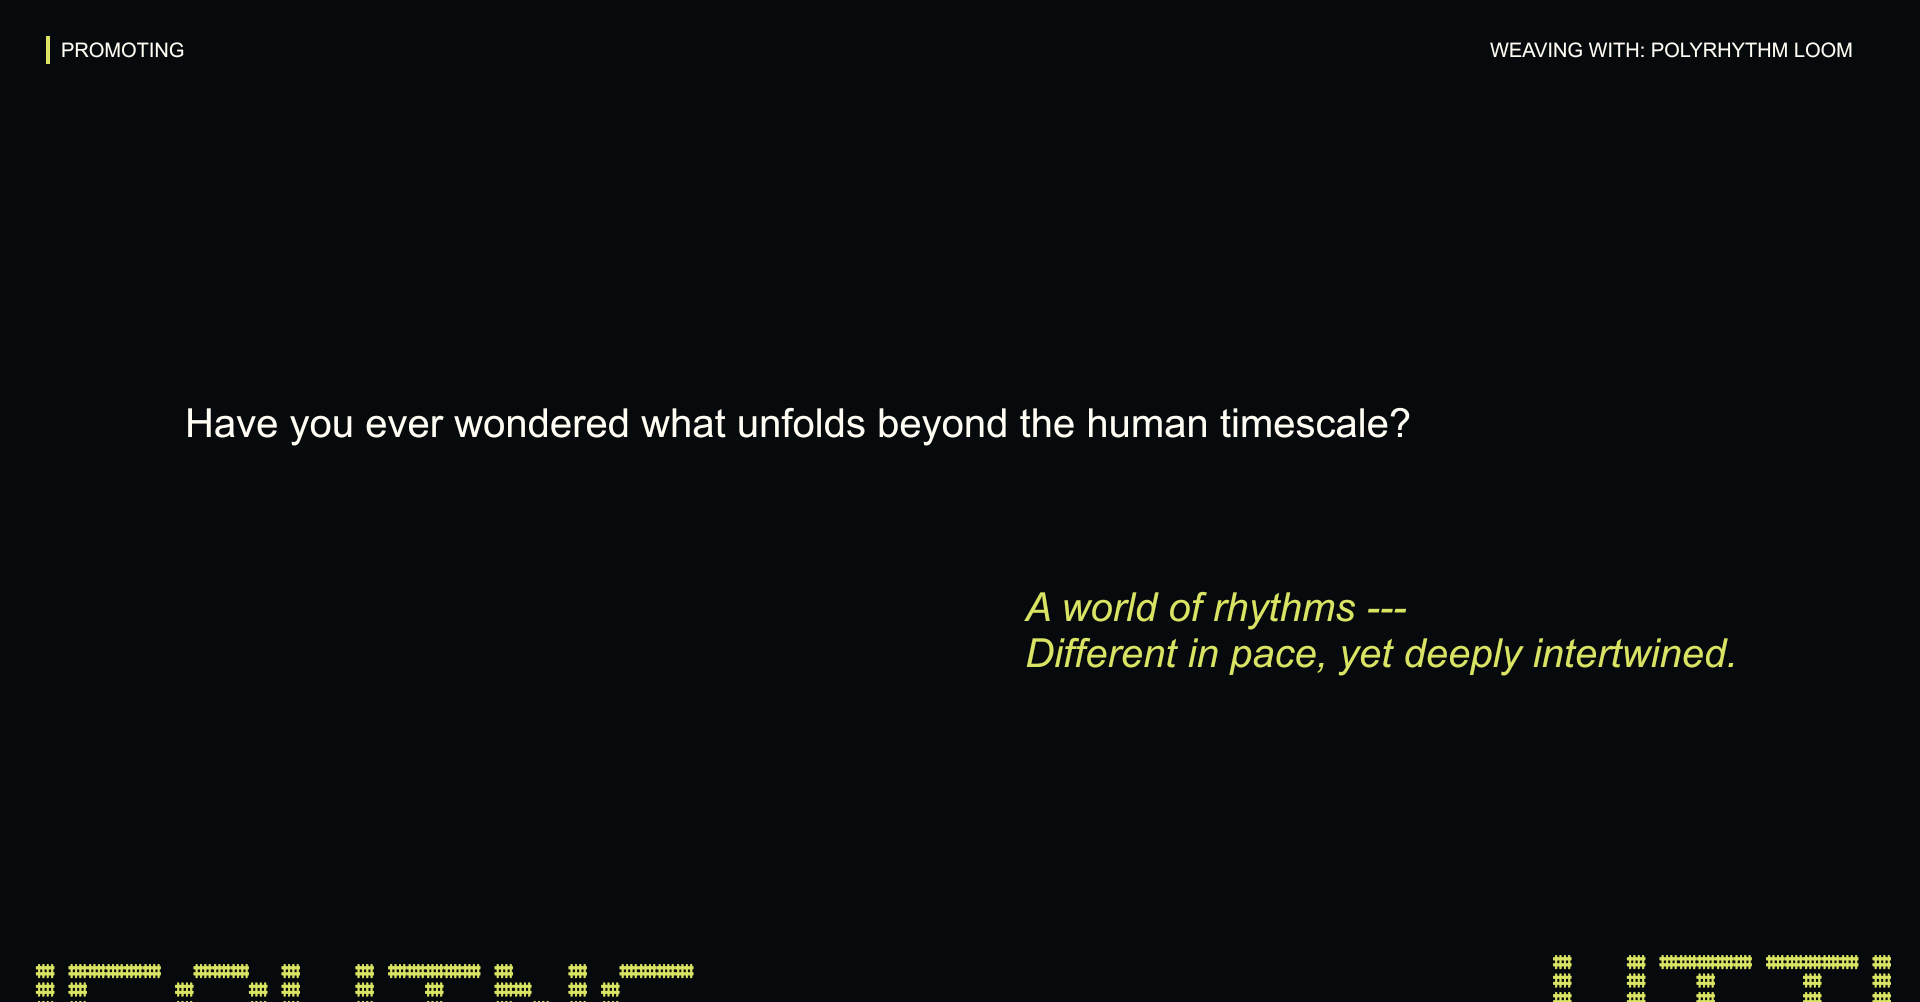 PROMOTING
WEAVING WITH: POLYRHYTHM LOOM
Have you ever wondered what unfolds beyond the human timescale?
A world of rhythms ---
Different in pace, yet deeply intertwined.